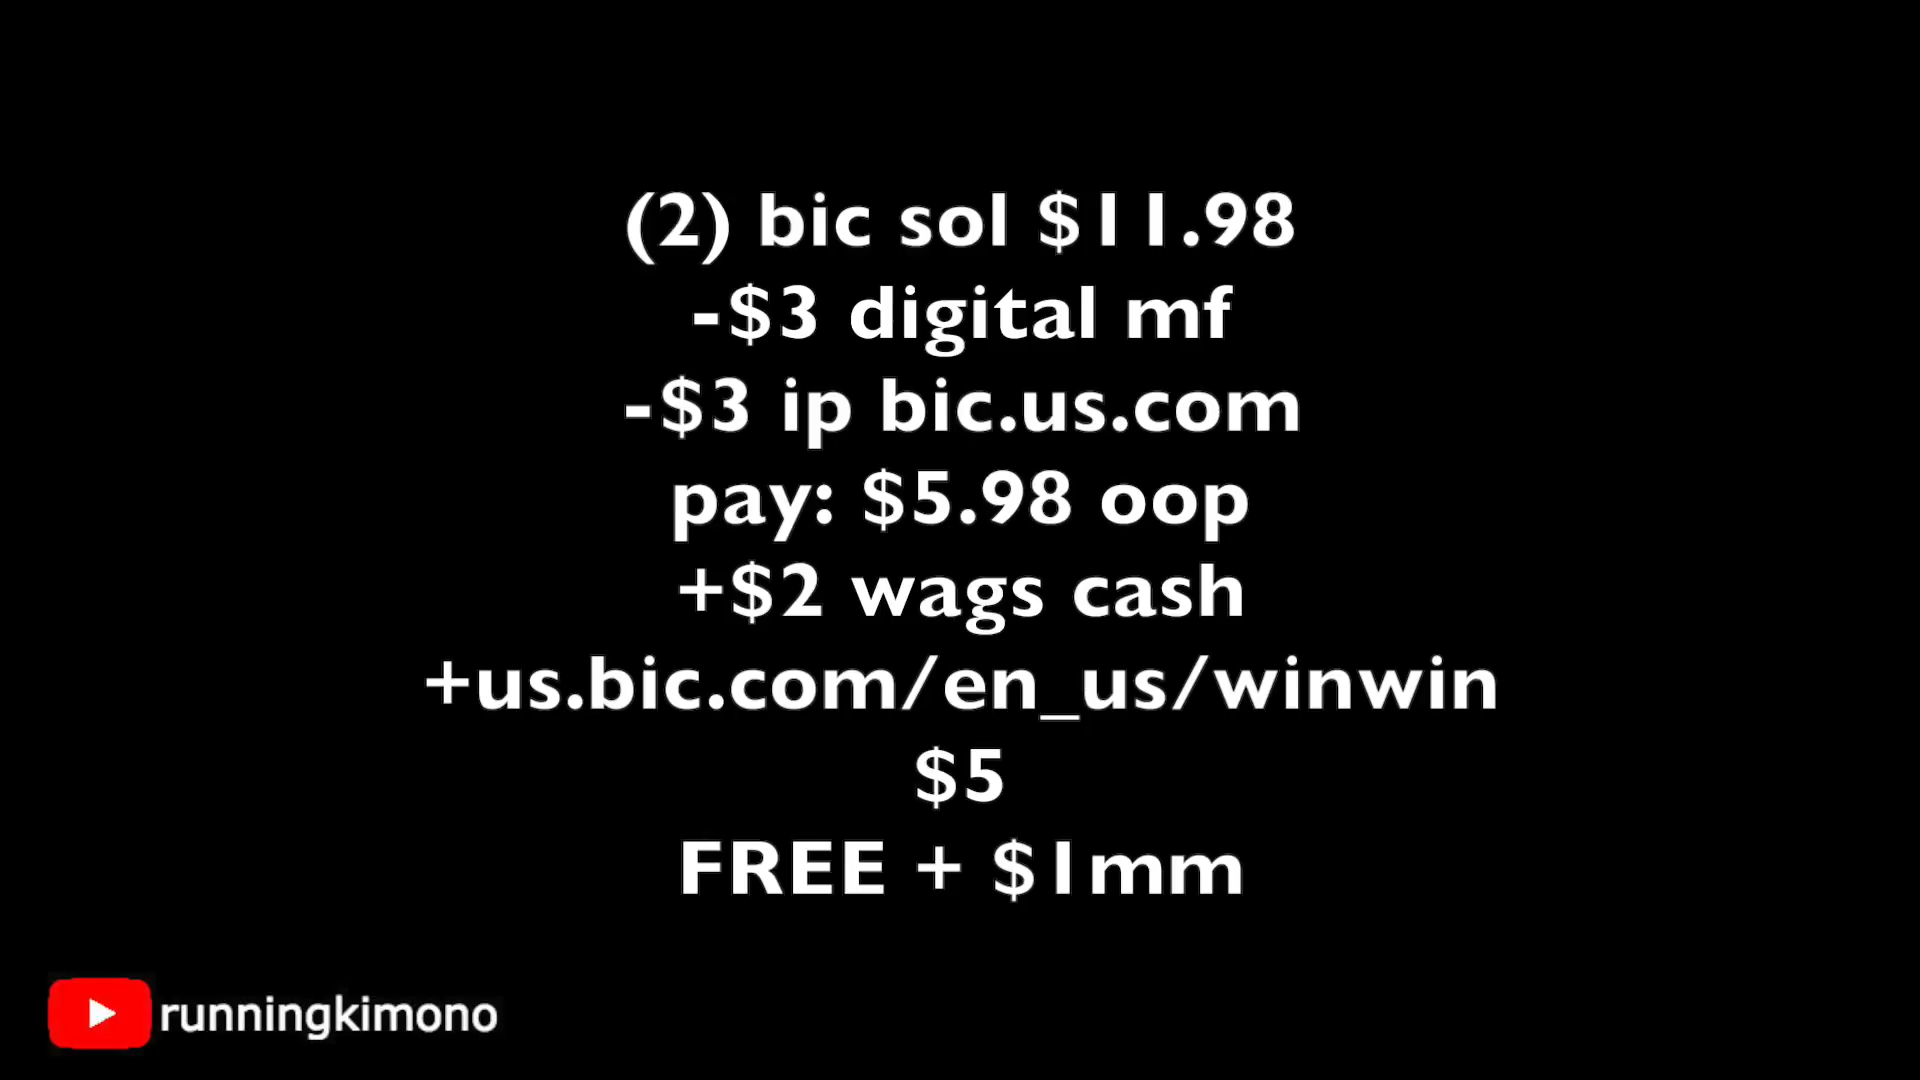 (2) bic sol $11.98
-$3 digital mf
-$3 ip bic.us.com
pay: $5.98 oop
+$2 wags cash
+us.bic.com/en_us/winwin
$5
FREE + $1mm
runningkimono